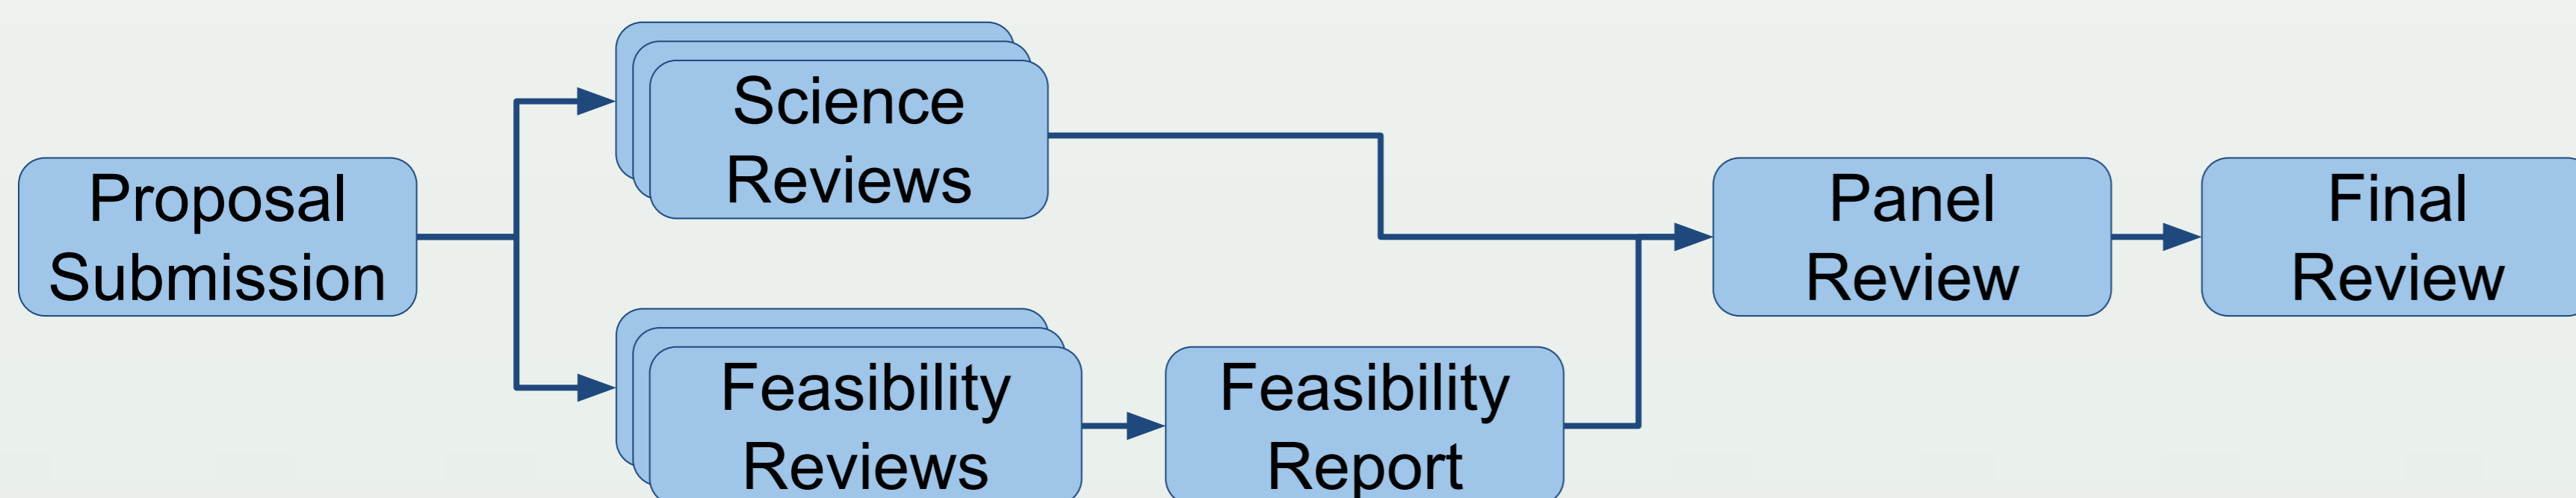 Proposal
Submission
Science
Reviews
Feasibility
Reviews
Feasibility
Report
Panel
Review
Final
Review